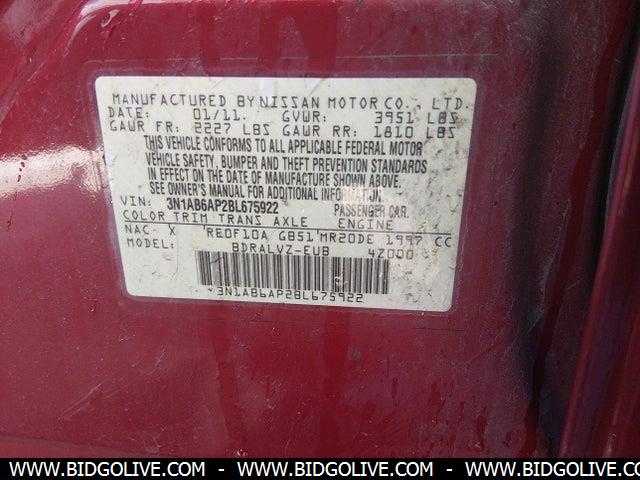 MANUFACTURED BY NISSAN MOTOR CO., LTD.
DATE: 01/11. GVWR: 3951 LBS
GAWR FR: 2227 LBS GAWR RR: 1810 LBS
THIS VEHICLE CONFORMS TO ALL APPLICABLE FEDERAL MOTOR
VEHICLE SAFETY, BUMPER AND THEFT PREVENTION STANDARDS
IN EFFECT ON THE DATE OF MANUFACTURE SHOWN ABOVE.
SEE OWNER'S MANUAL FOR ADDITIONAL INFORMATION.
VIN: 3N1AB6AP2BL675922 PASSENGER CAR.
COLOR TRIM TRANS AXLE ENGINE
NAC- X RE0F10A GB51 MR20DE 1997 CC
MODEL: BDRALVZ-EUB 4Z000
3N1AB6AP2BL675922
WWW.BIDGOLIVE.COM - WWW.BIDGOLIVE.COM - WWW.BIDGOLIVE.COM